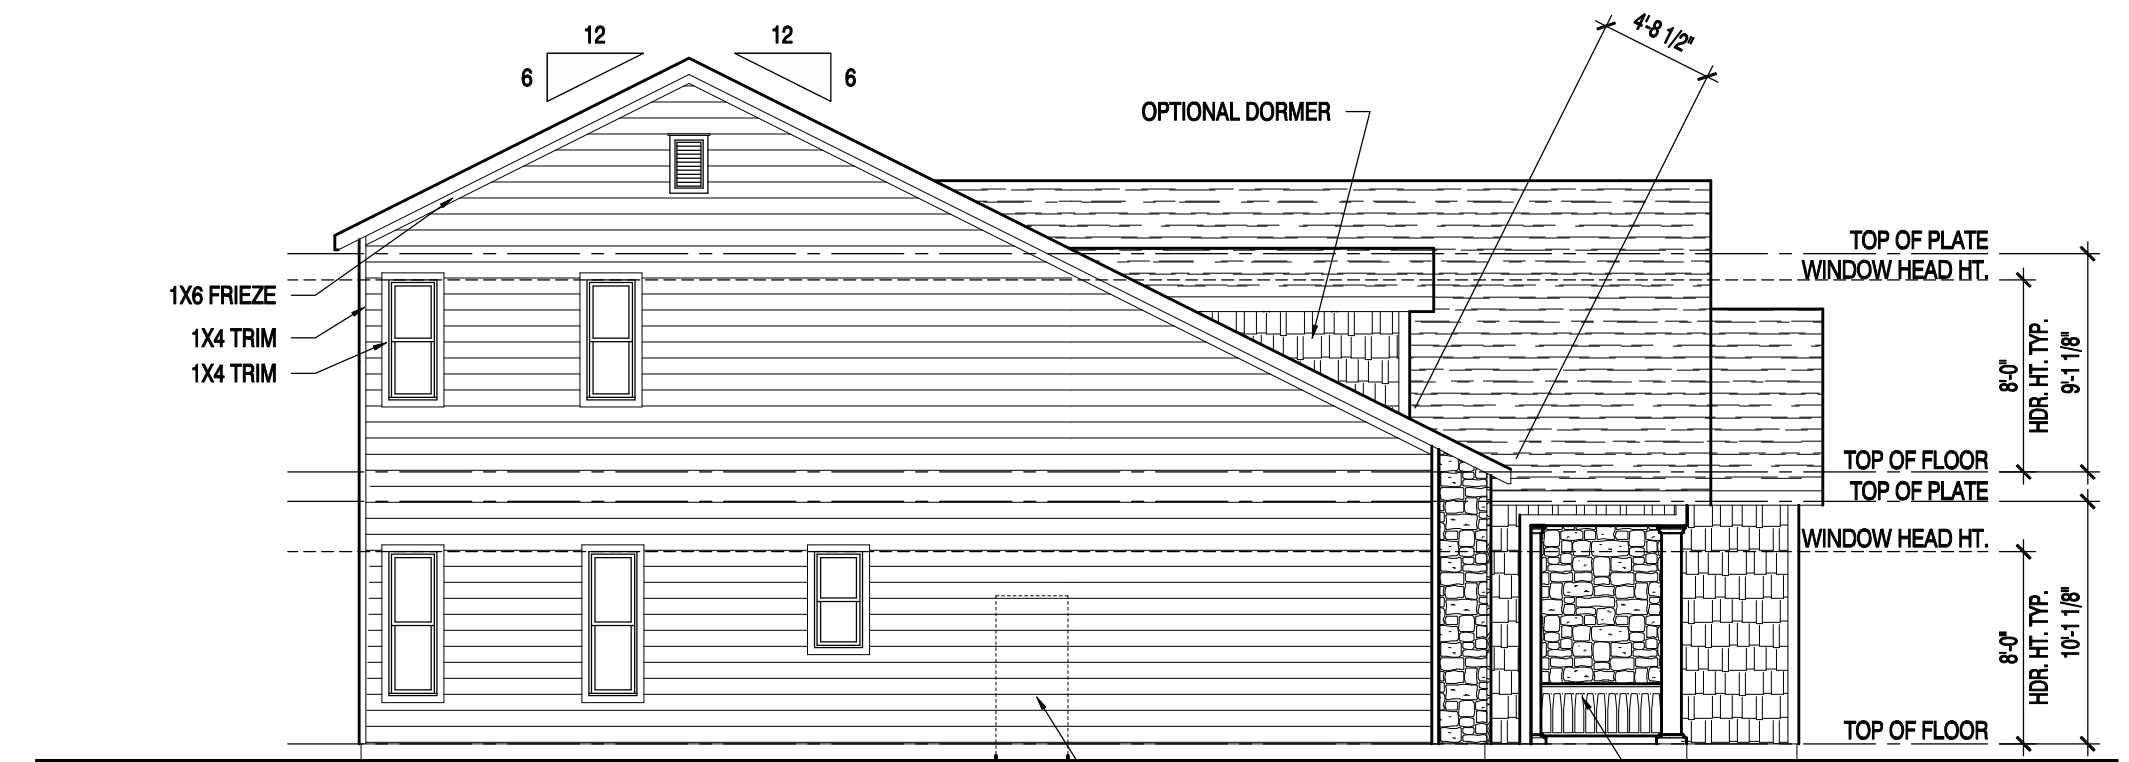 12
12
6
6
4'-8 1/2"
OPTIONAL DORMER
TOP OF PLATE
WINDOW HEAD HT.
1X6 FRIEZE
1X4 TRIM
1X4 TRIM
8'-0"
HDR. HT. TYP.
9'-1 1/8"
TOP OF FLOOR
TOP OF PLATE
WINDOW HEAD HT.
8'-0"
HDR. HT. TYP.
10'-1 1/8"
TOP OF FLOOR